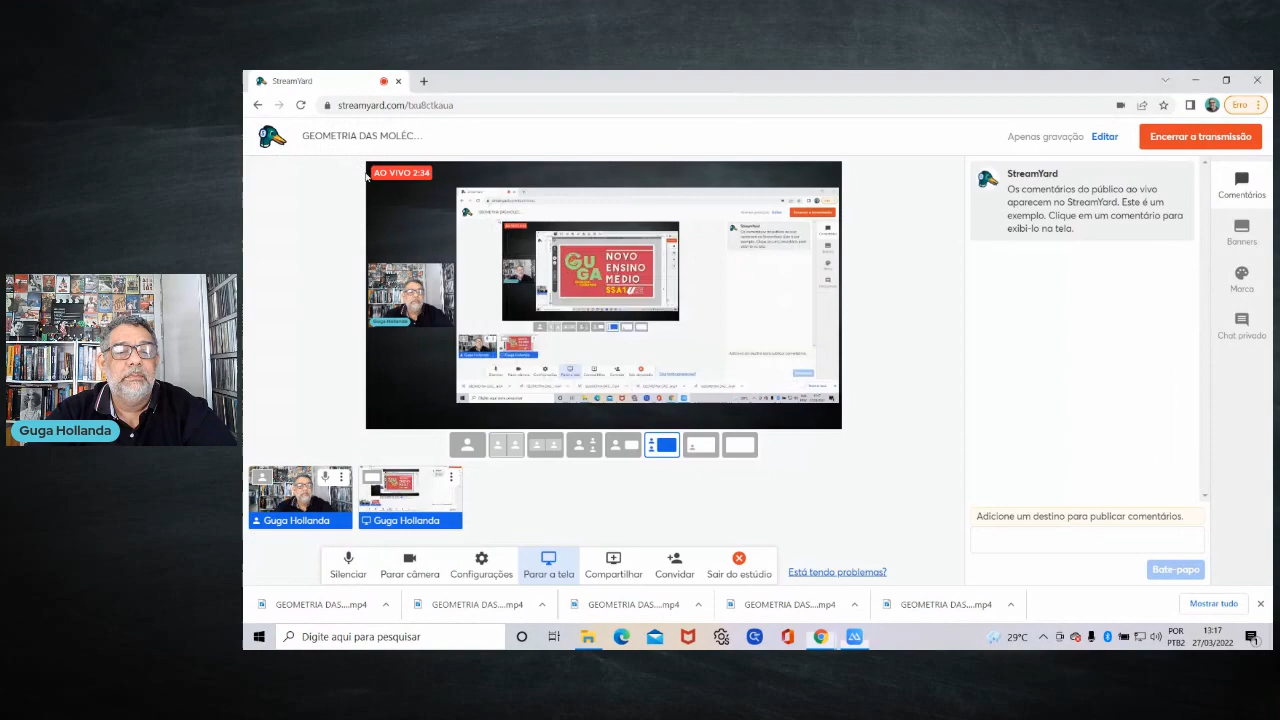 StreamYard
streamyard.com/txu8ctkaua
Erro
GEOMETRIA DAS MOLÉC...
Apenas gravação
Editar
Encerrar a transmissão
AO VIVO 2:34
GUGA
NOVO
ENSINO
MEDIO
SSA1
Guga Hollanda
StreamYard
Os comentários do público ao vivo
aparecem no StreamYard. Este é um
exemplo. Clique em um comentário para
exibi-lo na tela.
Comentários
Banners
Marca
Chat privado
Guga Hollanda
Guga Hollanda
Guga Hollanda
Adicione um destino para publicar comentários.
Bate-papo
Silenciar
Parar câmera
Configurações
Parar a tela
Compartilhar
Convidar
Sair do estúdio
Está tendo problemas?
GEOMETRIA DAS....mp4
GEOMETRIA DAS....mp4
GEOMETRIA DAS....mp4
GEOMETRIA DAS....mp4
GEOMETRIA DAS....mp4
Mostrar tudo
Digite aqui para pesquisar
29°C
POR
PTB2
13:17
27/03/2022